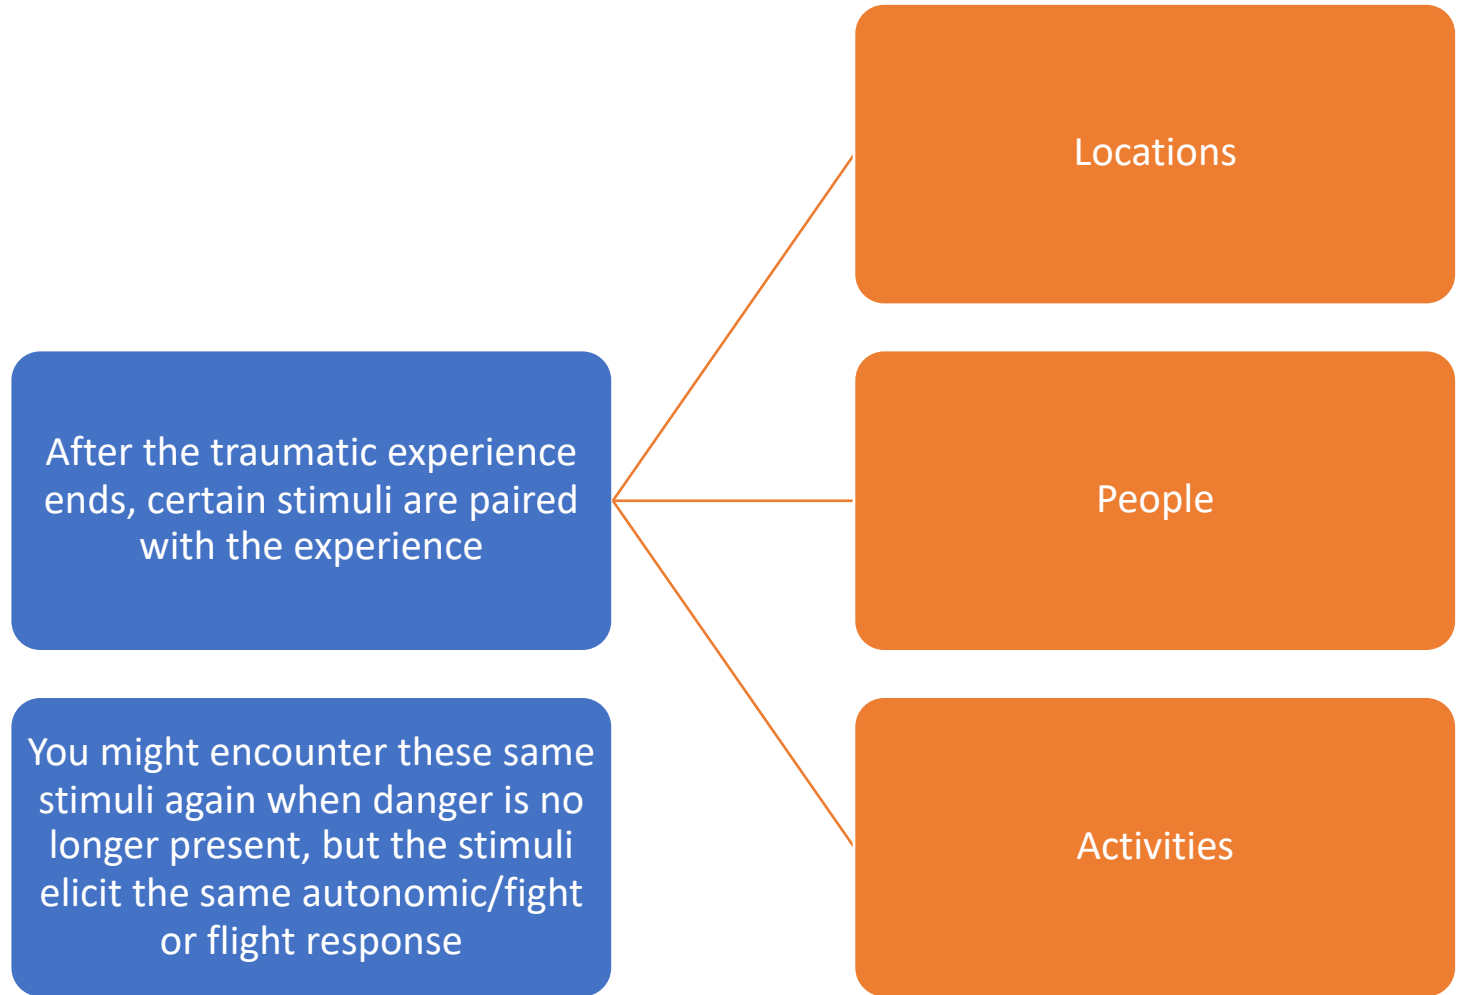 After the traumatic experience
ends, certain stimuli are paired
with the experience
Locations
People
Activities
You might encounter these same
stimuli again when danger is no
longer present, but the stimuli
elicit the same autonomic/fight
or flight response